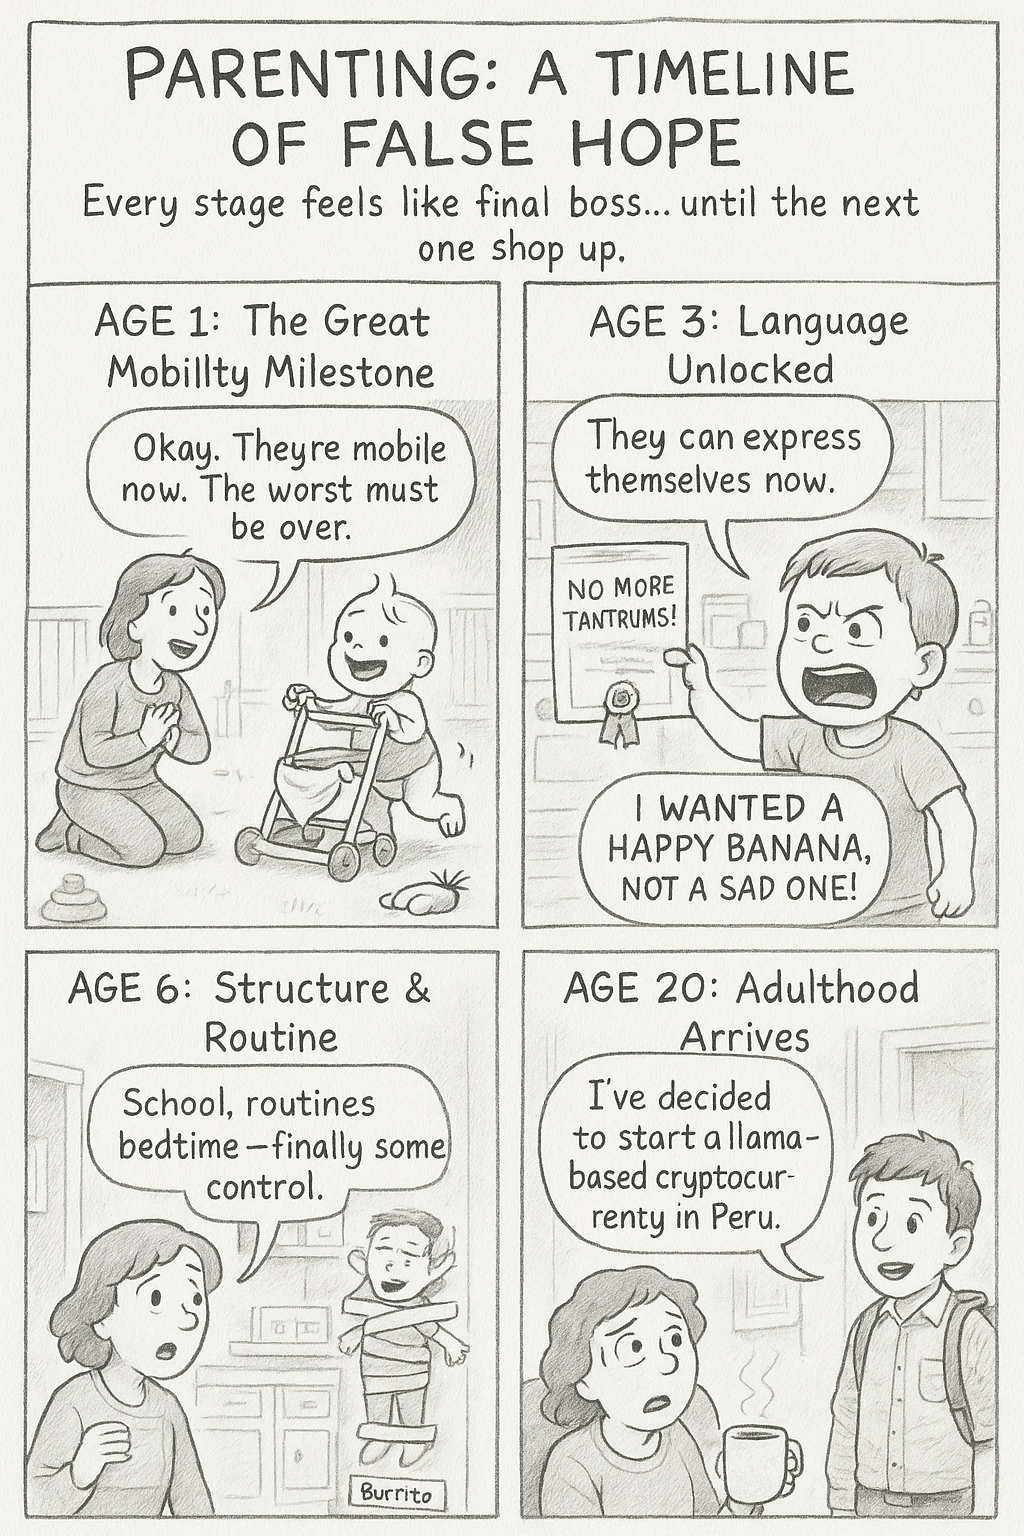 PARENTING: A TIMELINE
OF FALSE HOPE
Every stage feels like final boss... until the next
one shop up.
AGE 1: The Great
Mobillty Milestone
Okay. Theyre mobile
now. The worst must
be over.
AGE 3: Language
Unlocked
They can express
themselves now.
NO MORE
TANTRUMS!
I WANTED A
HAPPY BANANA,
NOT A SAD ONE!
AGE 6: Structure &
Routine
School, routines
bedtime – finally some
control.
Burrito
AGE 20: Adulthood
Arrives
I've decided
to start a llama-
based cryptocur-
renty in Peru.